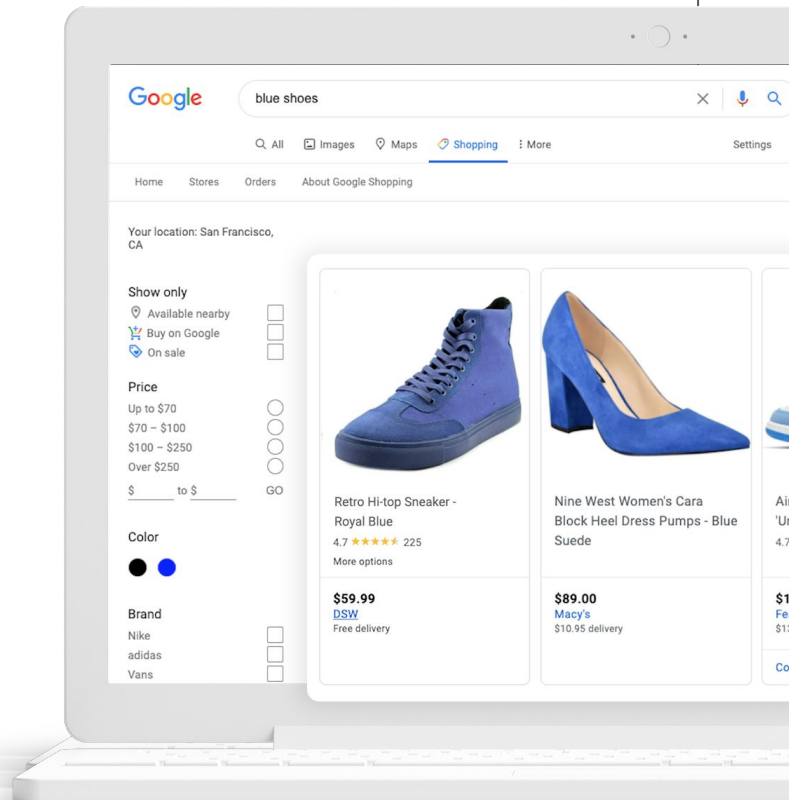 Google
blue shoes
All Images Maps Shopping More
Settings
Home Stores Orders About Google Shopping
Your location: San Francisco,
CA
Show only
Available nearby
Buy on Google
On sale
Price
Up to $70
$70 – $100
$100 – $250
Over $250
$ to $ GO
Color
Brand
Nike
adidas
Vans
Retro Hi-top Sneaker -
Royal Blue
4.7 ★★★★★ 225
More options
$59.99
DSW
Free delivery
Nine West Women's Cara
Block Heel Dress Pumps - Blue
Suede
$89.00
Macy's
$10.95 delivery
4.7